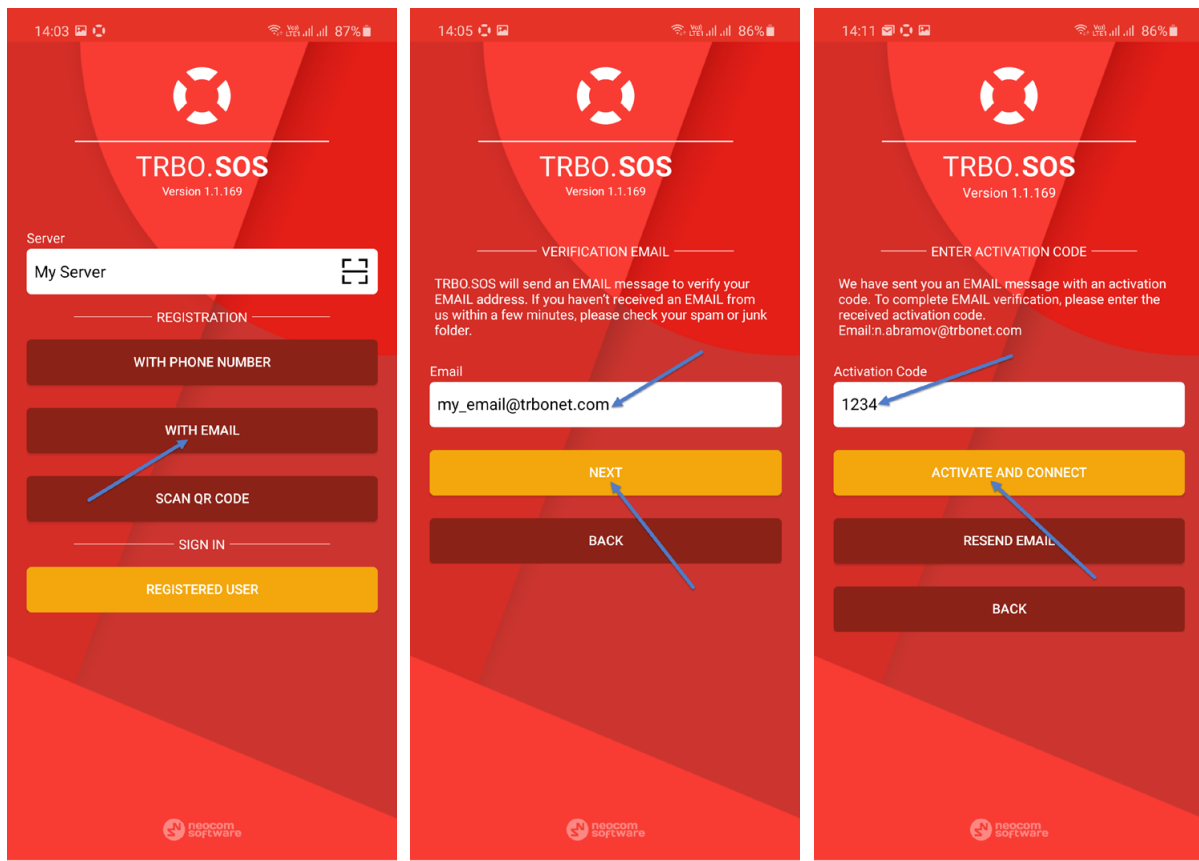 14:03
87%
TRBO.SOS
Version 1.1.169
Server
My Server
REGISTRATION
WITH PHONE NUMBER
WITH EMAIL
SCAN QR CODE
SIGN IN
REGISTERED USER
neocom
software
14:05
86%
TRBO.SOS
Version 1.1.169
VERIFICATION EMAIL
TRBO.SOS will send an EMAIL message to verify your
EMAIL address. If you haven't received an EMAIL from
us within a few minutes, please check your spam or junk
folder.
Email
my_email@trbonet.com
NEXT
BACK
neocom
software
14:11
86%
TRBO.SOS
Version 1.1.169
ENTER ACTIVATION CODE
We have sent you an EMAIL message with an activation
code. To complete EMAIL verification, please enter the
received activation code.
Email:n.abramov@trbonet.com
Activation Code
1234
ACTIVATE AND CONNECT
RESEND EMAIL
BACK
neocom
software